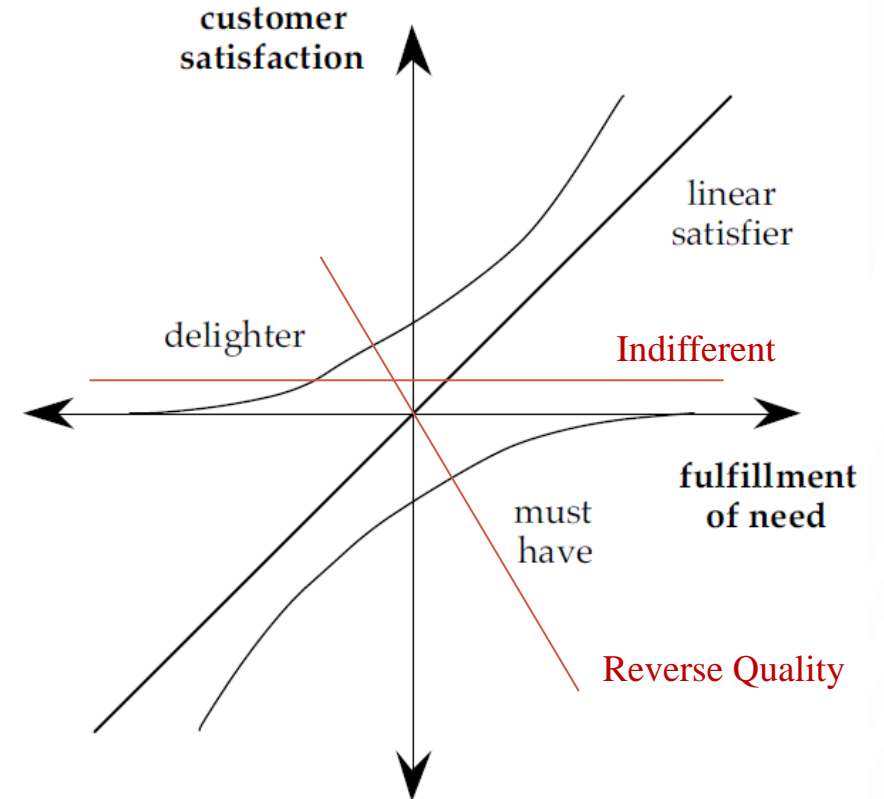 customer
satisfaction
linear
satisfier
delighter
Indifferent
fulfillment
of need
must
have
Reverse Quality